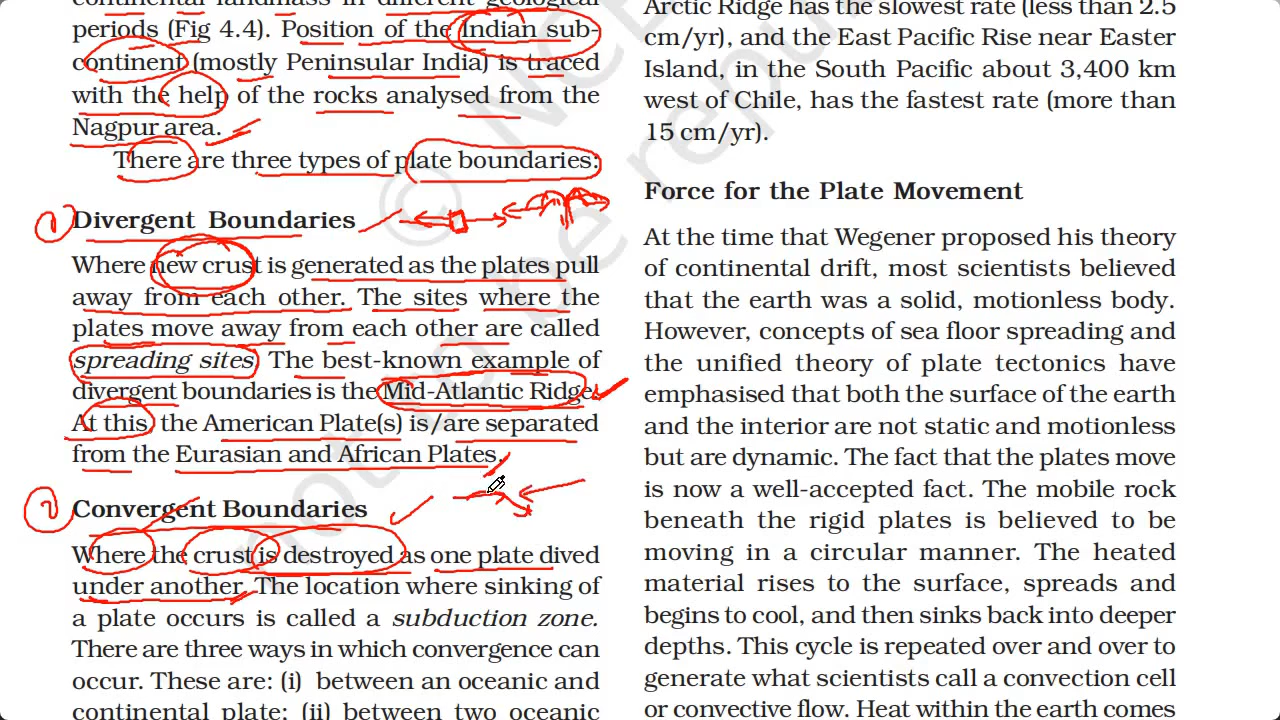 continental landmass in different geological
periods (Fig 4.4). Position of the Indian sub-
continent (mostly Peninsular India) is traced
with the help of the rocks analysed from the
Nagpur area.
There are three types of plate boundaries:
1 Divergent Boundaries
Where new crust is generated as the plates pull
away from each other. The sites where the
plates move away from each other are called
spreading sites. The best-known example of
divergent boundaries is the Mid-Atlantic Ridge.
At this, the American Plate(s) is/are separated
from the Eurasian and African Plates.
2 Convergent Boundaries
Where the crust is destroyed as one plate dived
under another. The location where sinking of
a plate occurs is called a subduction zone.
There are three ways in which convergence can
occur. These are: (i) between an oceanic and
continental plate; (ii) between two oceanic
Arctic Ridge has the slowest rate (less than 2.5
cm/yr), and the East Pacific Rise near Easter
Island, in the South Pacific about 3,400 km
west of Chile, has the fastest rate (more than
15 cm/yr).
Force for the Plate Movement
At the time that Wegener proposed his theory
of continental drift, most scientists believed
that the earth was a solid, motionless body.
However, concepts of sea floor spreading and
the unified theory of plate tectonics have
emphasised that both the surface of the earth
and the interior are not static and motionless
but are dynamic. The fact that the plates move
is now a well-accepted fact. The mobile rock
beneath the rigid plates is believed to be
moving in a circular manner. The heated
material rises to the surface, spreads and
begins to cool, and then sinks back into deeper
depths. This cycle is repeated over and over to
generate what scientists call a convection cell
or convective flow. Heat within the earth comes
© NCE
not to be repu